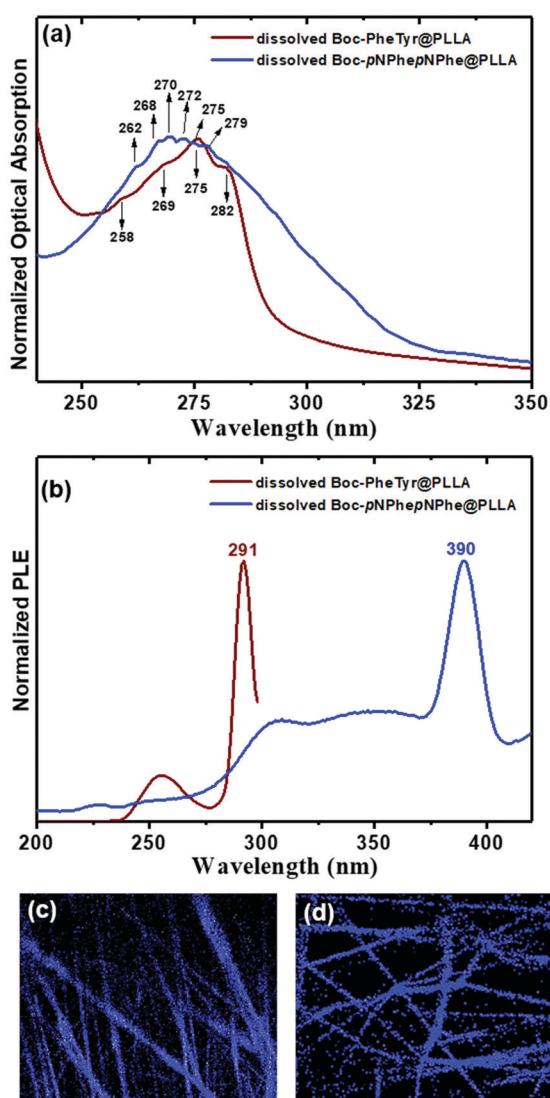 (a)
dissolved Boc-PheTyr@PLLA
dissolved Boc-pNPhepNPhe@PLLA
270
268
272
262
275
279
275
269
282
258
Normalized Optical Absorption
250
275
300
325
350
Wavelength (nm)
(b)
dissolved Boc-PheTyr@PLLA
dissolved Boc-pNPhepNPhe@PLLA
291
390
Normalized PLE
200
250
300
350
400
Wavelength (nm)
(c)
(d)